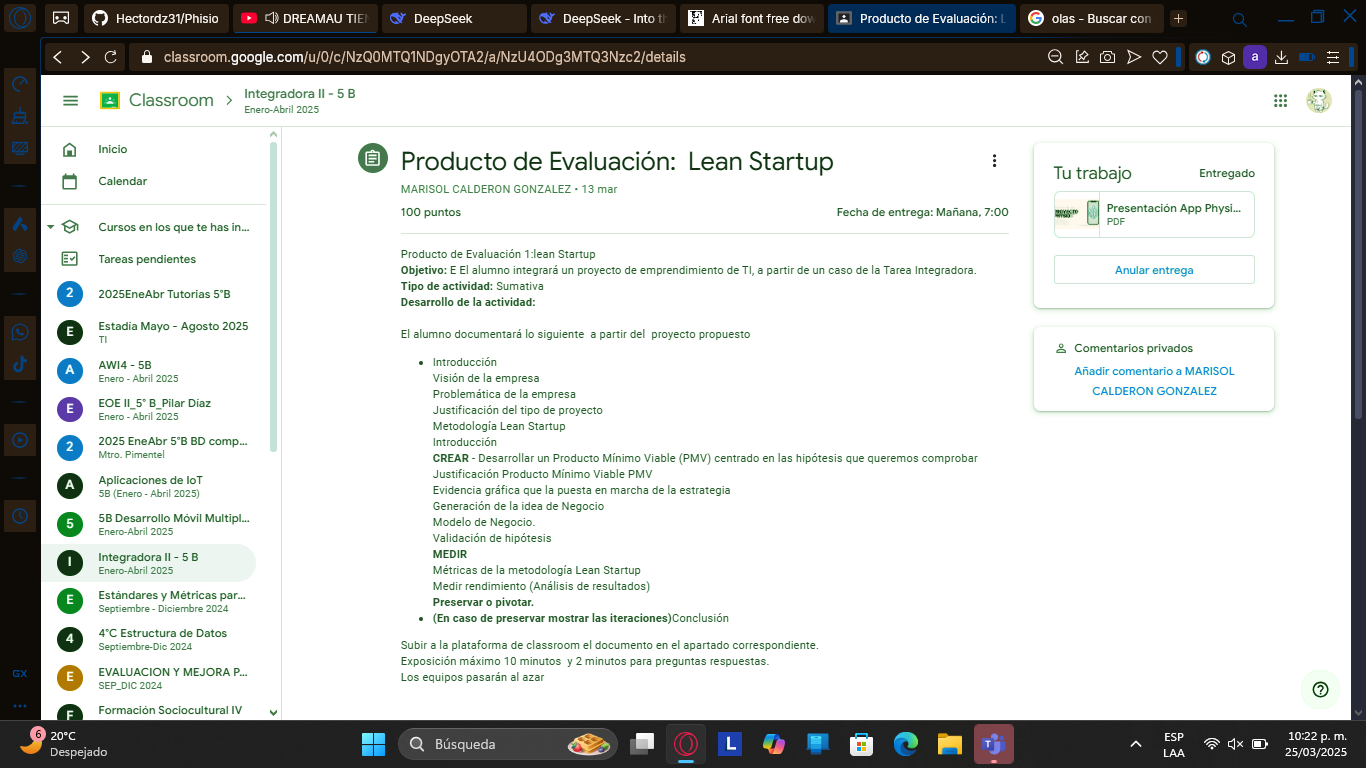 Hectordz31/Phisio
DREAMAU TIEN
DeepSeek
DeepSeek - Into th
Arial font free dow
Producto de Evaluación: L
olas - Buscar con
classroom.google.com/u/0/c/NzQ0MTQ1NDgyOTA2/a/NzU4ODg3MTQ3Nzc2/details
a
Classroom
Integradora II - 5 B
Enero-Abril 2025
Inicio
Calendar
Cursos en los que te has in...
Tareas pendientes
2
2025EneAbr Tutorias 5°B
E
Estadía Mayo - Agosto 2025
TI
A
AWI4 - 5B
Enero - Abril 2025
E
EOE II_5° B_Pilar Díaz
Enero - Abril 2025
2
2025 EneAbr 5°B BD comp...
Mtro. Pimentel
A
Aplicaciones de IoT
5B (Enero - Abril 2025)
5
5B Desarrollo Móvil Multipl...
Enero-Abril 2025
I
Integradora II - 5 B
Enero-Abril 2025
E
Estándares y Métricas par...
Septiembre - Diciembre 2024
4
4°C Estructura de Datos
Septiembre-Dic 2024
E
EVALUACION Y MEJORA P...
SEP_DIC 2024
F
Formación Sociocultural IV
GX
Producto de Evaluación:  Lean Startup
MARISOL CALDERON GONZALEZ • 13 mar
100 puntos
Fecha de entrega: Mañana, 7:00
Producto de Evaluación 1:lean Startup
Objetivo: E El alumno integrará un proyecto de emprendimiento de TI, a partir de un caso de la Tarea Integradora.
Tipo de actividad: Sumativa
Desarrollo de la actividad:
El alumno documentará lo siguiente  a partir del  proyecto propuesto
• Introducción
Visión de la empresa
Problemática de la empresa
Justificación del tipo de proyecto
Metodología Lean Startup
Introducción
CREAR - Desarrollar un Producto Mínimo Viable (PMV) centrado en las hipótesis que queremos comprobar
Justificación Producto Mínimo Viable PMV
Evidencia gráfica que la puesta en marcha de la estrategia
Generación de la idea de Negocio
Modelo de Negocio.
Validación de hipótesis
MEDIR
Métricas de la metodología Lean Startup
Medir rendimiento (Análisis de resultados)
Preservar o pivotar.
• (En caso de preservar mostrar las iteraciones)Conclusión
Subir a la plataforma de classroom el documento en el apartado correspondiente.
Exposición máximo 10 minutos  y 2 minutos para preguntas respuestas.
Los equipos pasarán al azar
Tu trabajo
Entregado
Presentación App Physi...
PDF
Anular entrega
Comentarios privados
Añadir comentario a MARISOL
CALDERON GONZALEZ
6
20°C
Despejado
Búsqueda
L
ESP
LAA
10:22 p. m.
25/03/2025